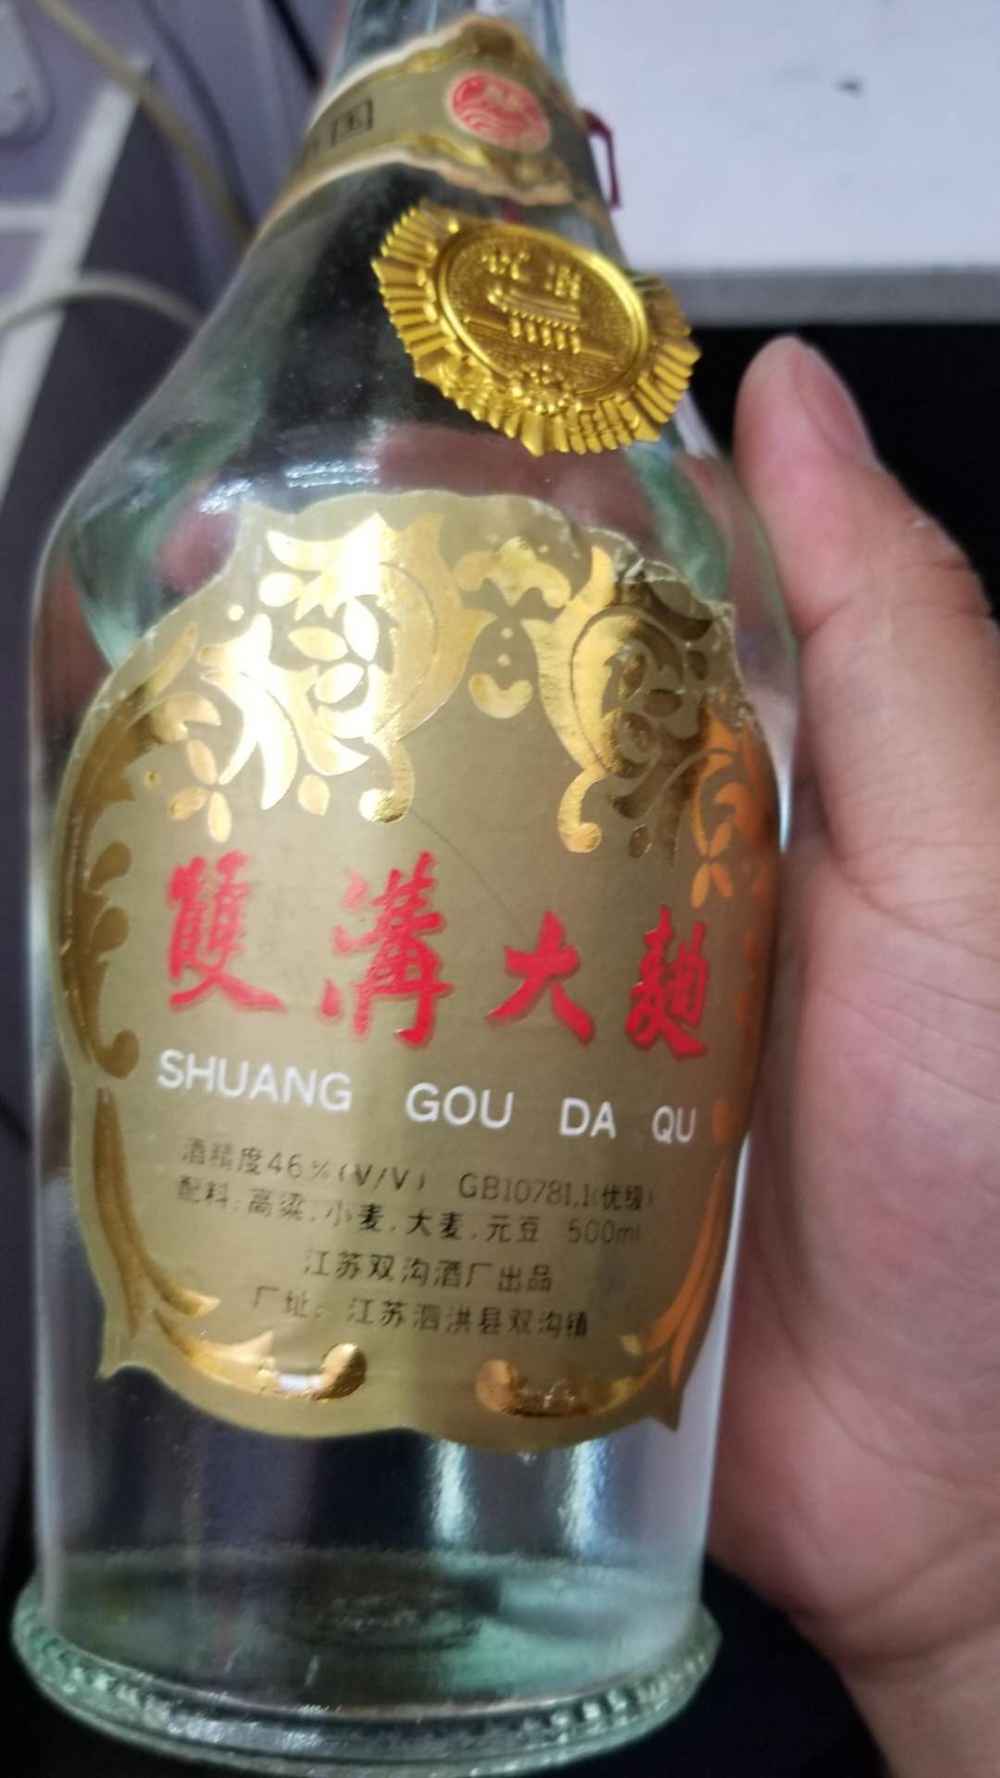 雙溝大麯
SHUANG GOU DA QU
酒精度46%(V/V) GB10781.1(优级)
配料:高粱.小麦.大麦.元豆 500ml
江苏双沟酒厂出品
厂址: 江苏泗洪县双沟镇